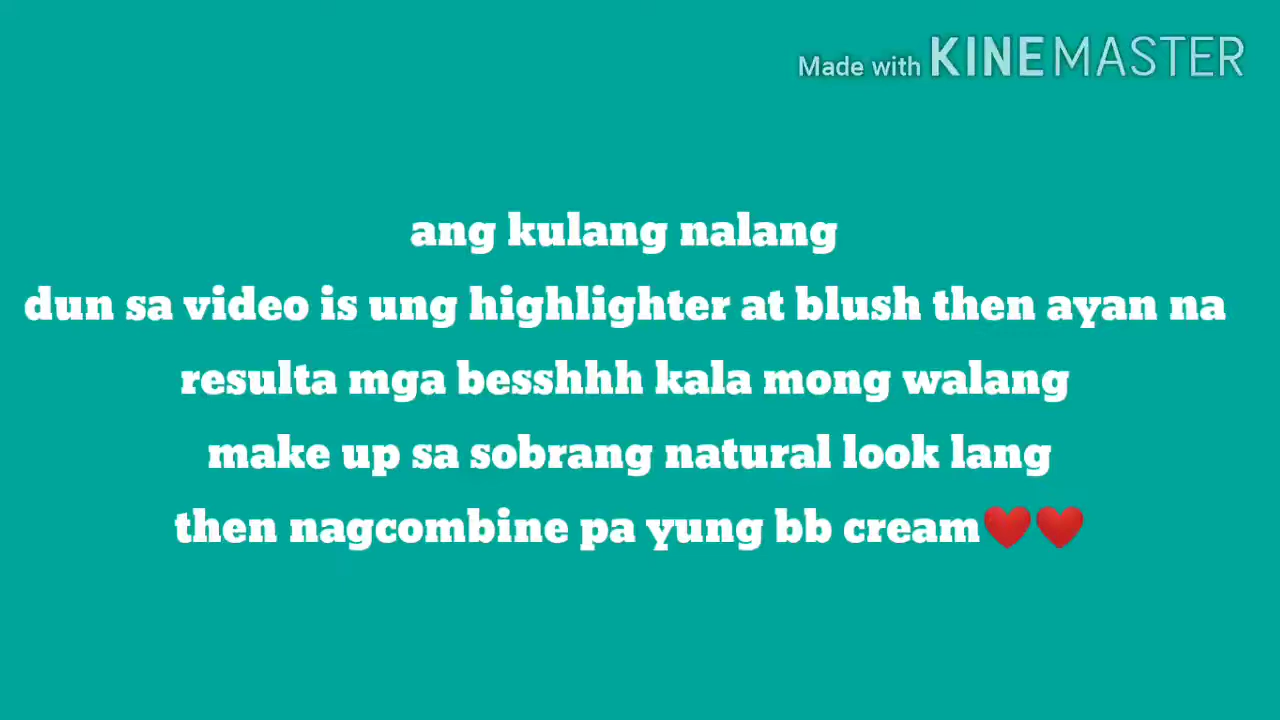 Made with KINEMASTER
ang kulang nalang
dun sa video is ung highlighter at blush then ayan na
resulta mga besshhh kala mong walang
make up sa sobrang natural look lang
then nagcombine pa yung bb cream❤️❤️